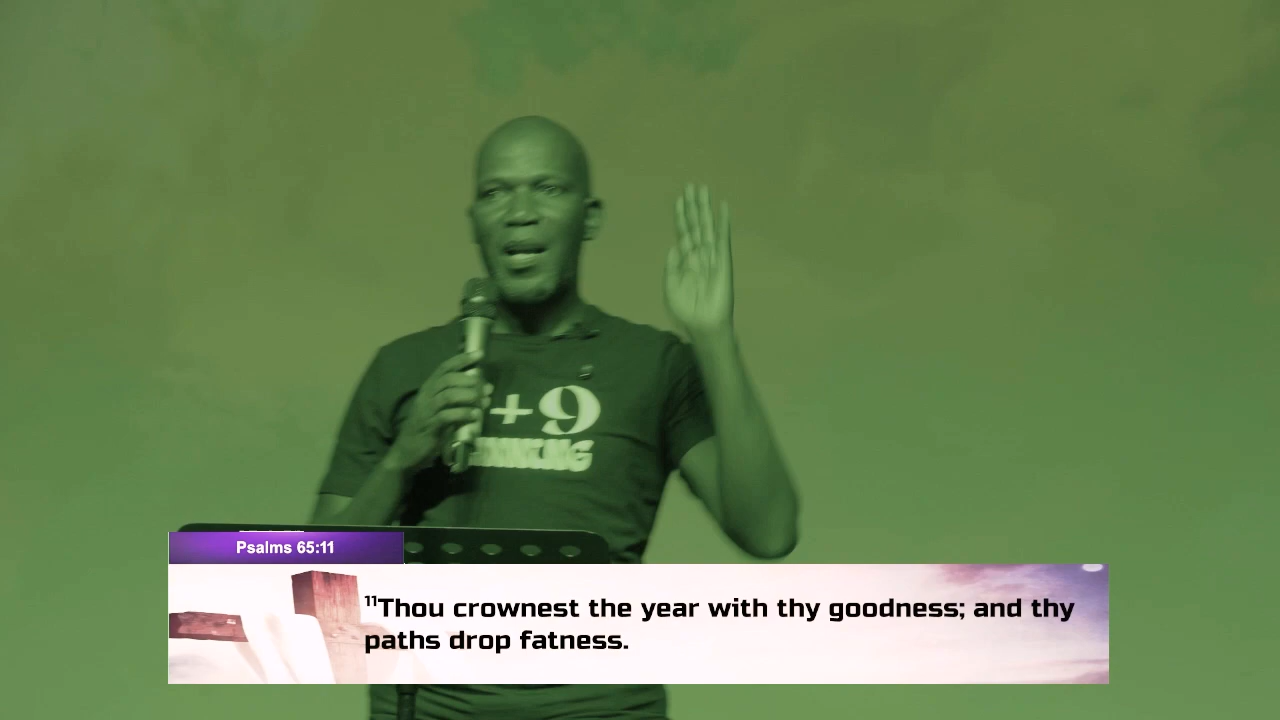 +9
Psalms 65:11
11Thou crownest the year with thy goodness; and thy
paths drop fatness.